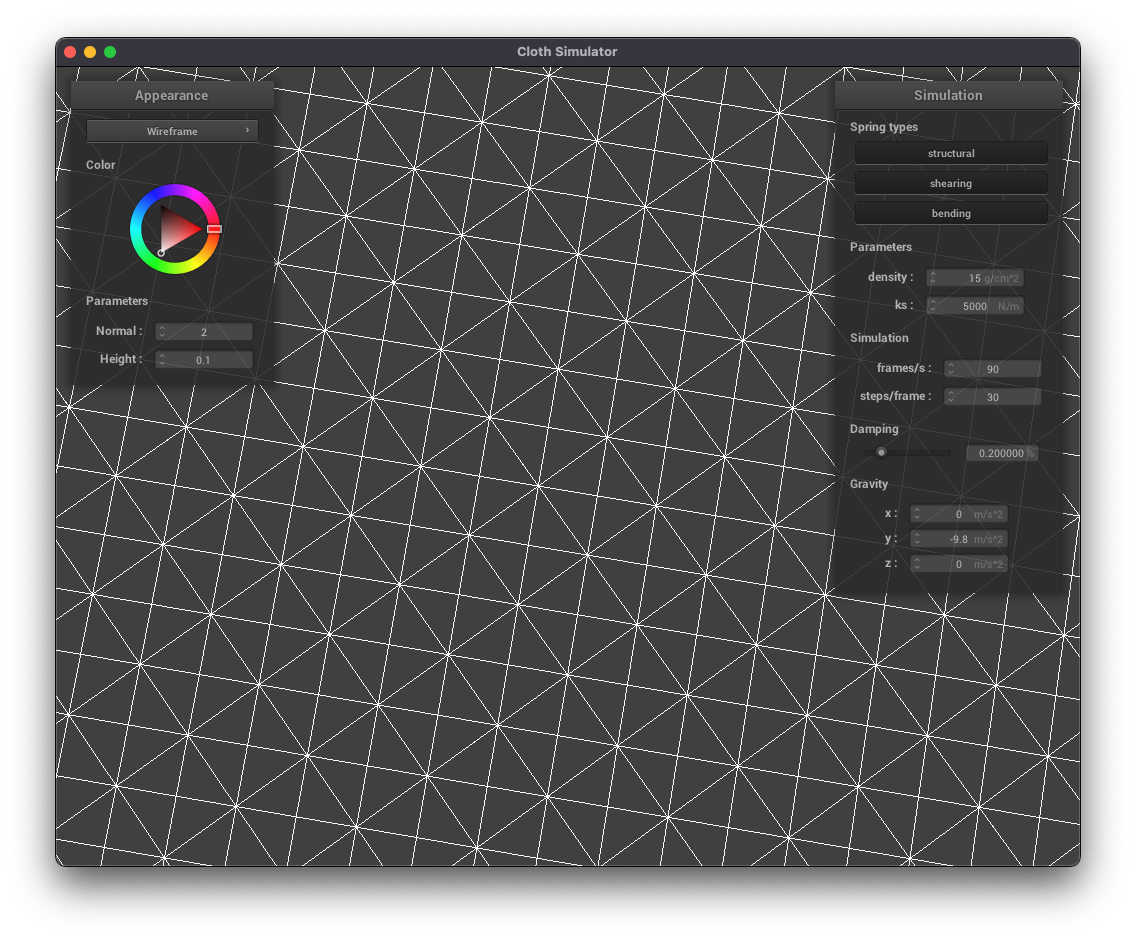 Cloth Simulator
Appearance
Wireframe
Color
Parameters
Normal : 2
Height : 0.1
Simulation
Spring types
structural
shearing
bending
Parameters
density : 15 g/cm^2
ks : 5000 N/m
Simulation
frames/s : 90
steps/frame : 30
Damping
0.200000 %
Gravity
x : 0 m/s^2
y : -9.8 m/s^2
z : 0 m/s^2